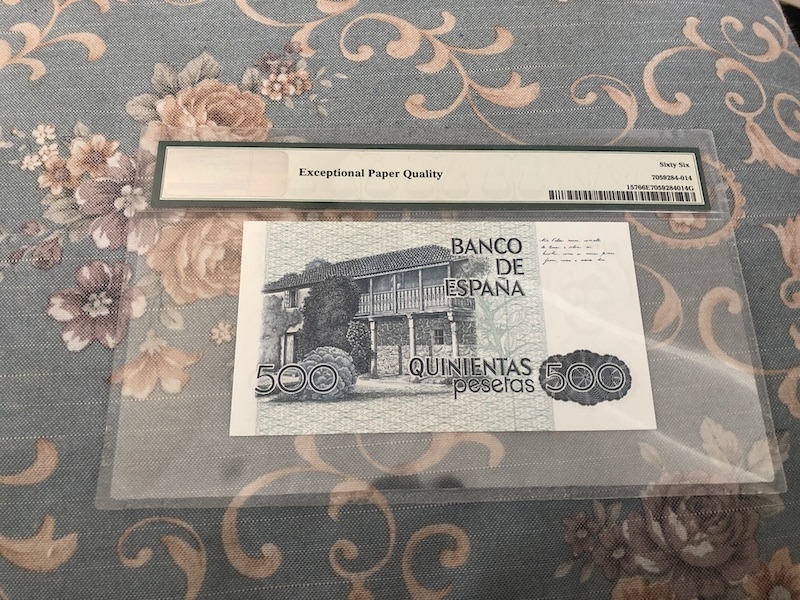 Sixty Six
Exceptional Paper Quality
7059284-014
15766E7059284014G
BANCO
DE
ESPAÑA
500
QUINIENTAS
pesetas
500